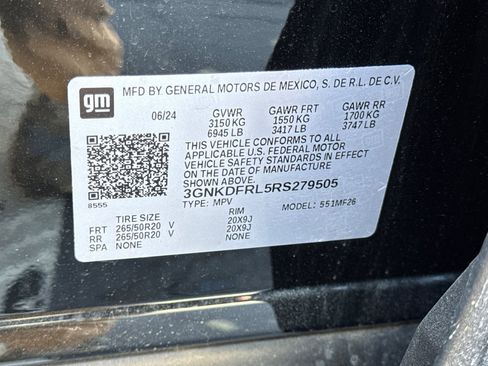 gm
MFD BY GENERAL MOTORS DE MEXICO, S. DE R.L. DE C.V.
06/24 GVWR GAWR FRT GAWR RR
3150 KG 1550 KG 1700 KG
6945 LB 3417 LB 3747 LB
THIS VEHICLE CONFORMS TO ALL
APPLICABLE U.S. FEDERAL MOTOR
VEHICLE SAFETY STANDARDS IN EFFECT
ON THE DATE OF MANUFACTURE SHOWN ABOVE.
3GNKDFRL5RS279505
8555 TYPE: MPV MODEL: 551MF26
TIRE SIZE RIM
FRT 265/50R20 V 20X9J
RR 265/50R20 V 20X9J
SPA NONE NONE